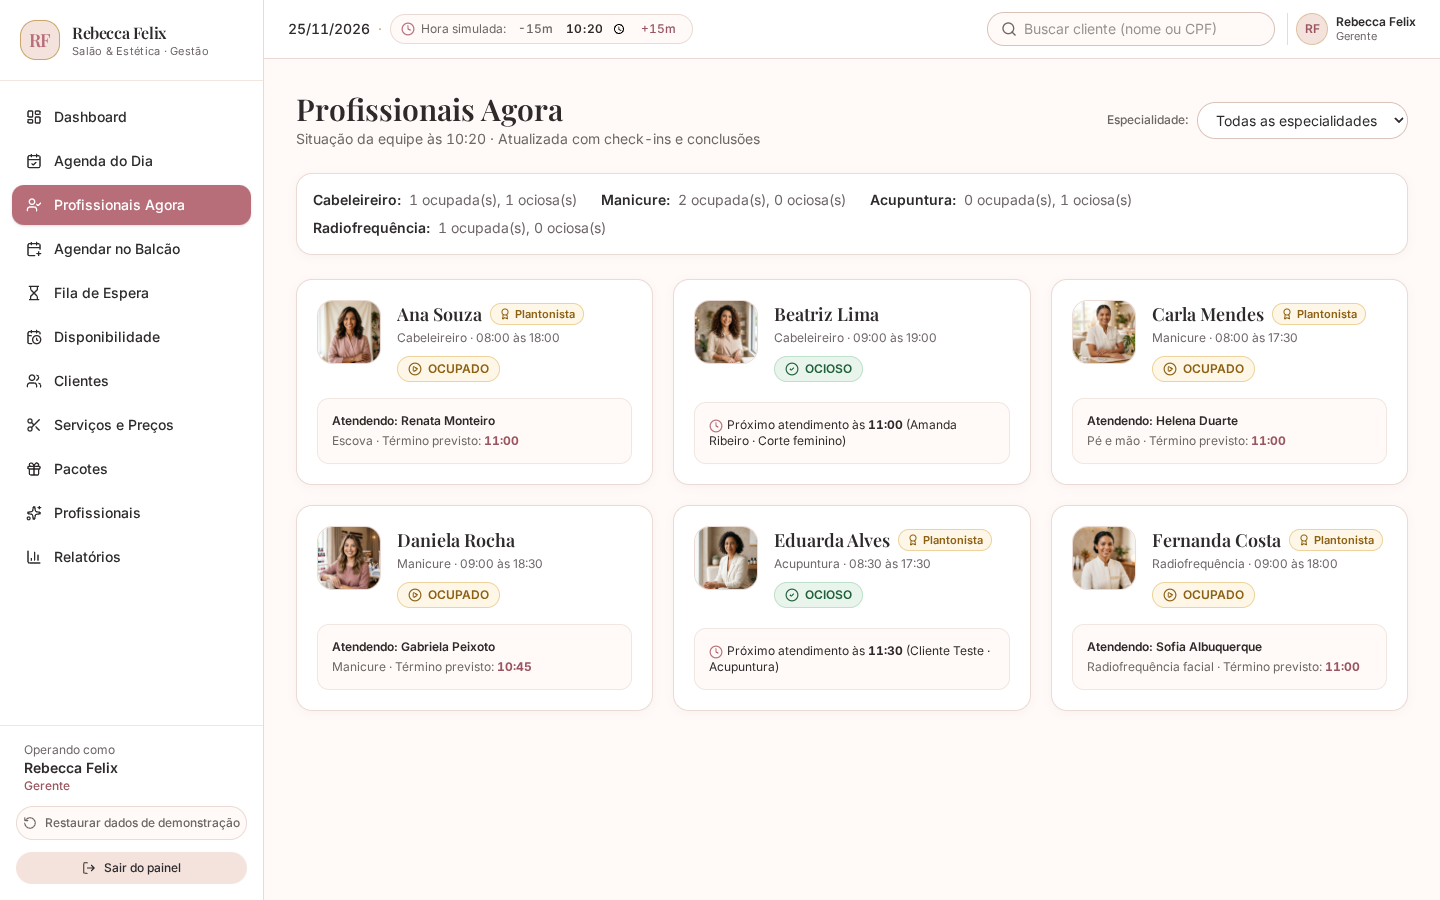 RF
Rebecca Felix
Salão & Estética · Gestão
Dashboard
Agenda do Dia
Profissionais Agora
Agendar no Balcão
Fila de Espera
Disponibilidade
Clientes
Serviços e Preços
Pacotes
Profissionais
Relatórios
Operando como
Rebecca Felix
Gerente
Restaurar dados de demonstração
Sair do painel
25/11/2026 · Hora simulada: -15m 10:20 +15m
Buscar cliente (nome ou CPF)
RF
Rebecca Felix
Gerente
Profissionais Agora
Situação da equipe às 10:20 · Atualizada com check-ins e conclusões
Especialidade: Todas as especialidades
Cabeleireiro: 1 ocupada(s), 1 ociosa(s) Manicure: 2 ocupada(s), 0 ociosa(s) Acupuntura: 0 ocupada(s), 1 ociosa(s)
Radiofrequência: 1 ocupada(s), 0 ociosa(s)
Ana Souza Plantonista
Cabeleireiro · 08:00 às 18:00
OCUPADO
Atendendo: Renata Monteiro
Escova · Término previsto: 11:00
Beatriz Lima
Cabeleireiro · 09:00 às 19:00
OCIOSO
Próximo atendimento às 11:00 (Amanda
Ribeiro · Corte feminino)
Carla Mendes Plantonista
Manicure · 08:00 às 17:30
OCUPADO
Atendendo: Helena Duarte
Pé e mão · Término previsto: 11:00
Daniela Rocha
Manicure · 09:00 às 18:30
OCUPADO
Atendendo: Gabriela Peixoto
Manicure · Término previsto: 10:45
Eduarda Alves Plantonista
Acupuntura · 08:30 às 17:30
OCIOSO
Próximo atendimento às 11:30 (Cliente Teste ·
Acupuntura)
Fernanda Costa Plantonista
Radiofrequência · 09:00 às 18:00
OCUPADO
Atendendo: Sofia Albuquerque
Radiofrequência facial · Término previsto: 11:00